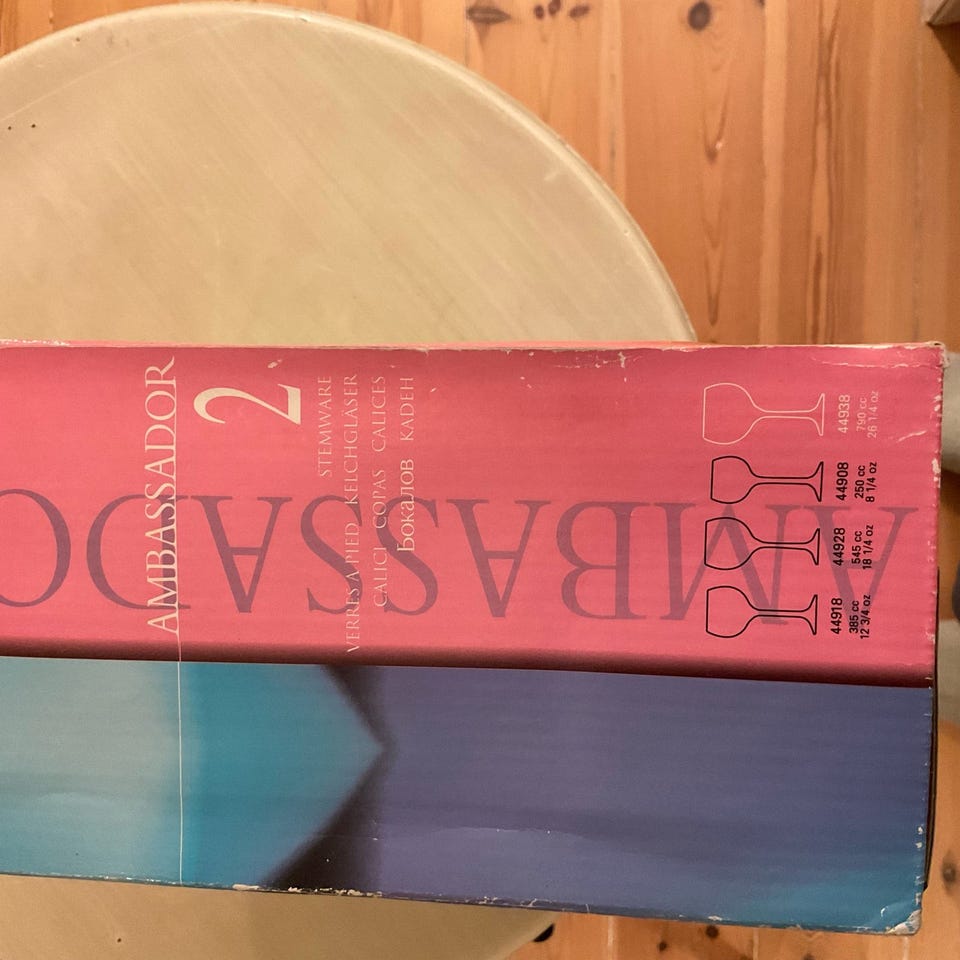 AMBASSADOR
2
STEMWARE
VERRES A PIED KELCHGLÄSER
CALICI COPAS CALICES
Бокалов KADEH
44918
385 cc
12 3/4 oz
44928
545 cc
18 1/4 oz
44908
250 cc
8 1/4 oz
44938
790 cc
26 1/4 oz
AMBASSADO